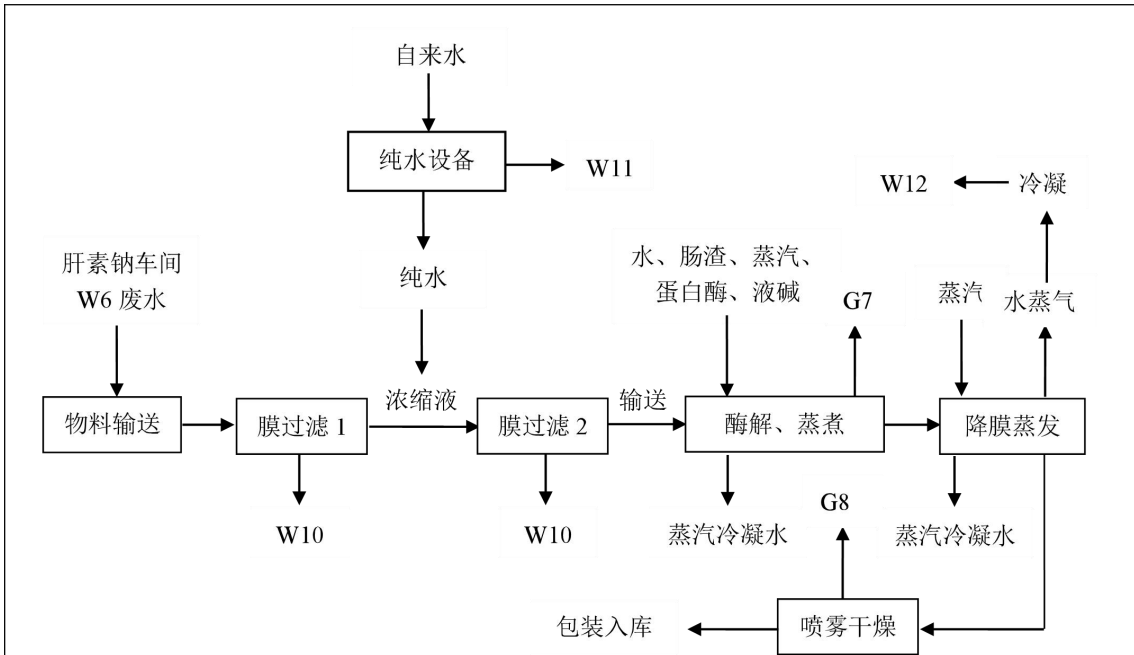 自来水
纯水设备
W11
W12
冷凝
肝素钠车间
W6 废水
纯水
水、肠渣、蒸汽、
蛋白酶、液碱
G7
蒸汽
水蒸气
物料输送
膜过滤 1
浓缩液
膜过滤 2
输送
酶解、蒸煮
降膜蒸发
W10
W10
蒸汽冷凝水
G8
蒸汽冷凝水
包装入库
喷雾干燥